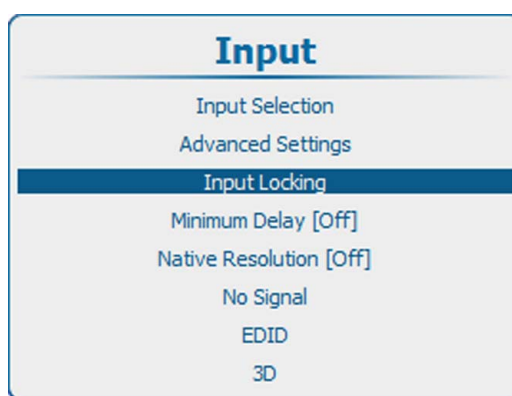 Input
Input Selection
Advanced Settings
Input Locking
Minimum Delay [Off]
Native Resolution [Off]
No Signal
EDID
3D